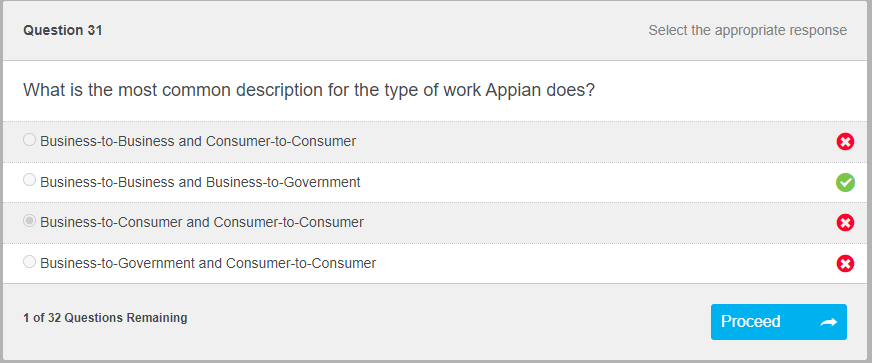 Question 31
Select the appropriate response
What is the most common description for the type of work Appian does?
Business-to-Business and Consumer-to-Consumer
Business-to-Business and Business-to-Government
Business-to-Consumer and Consumer-to-Consumer
Business-to-Government and Consumer-to-Consumer
1 of 32 Questions Remaining
Proceed